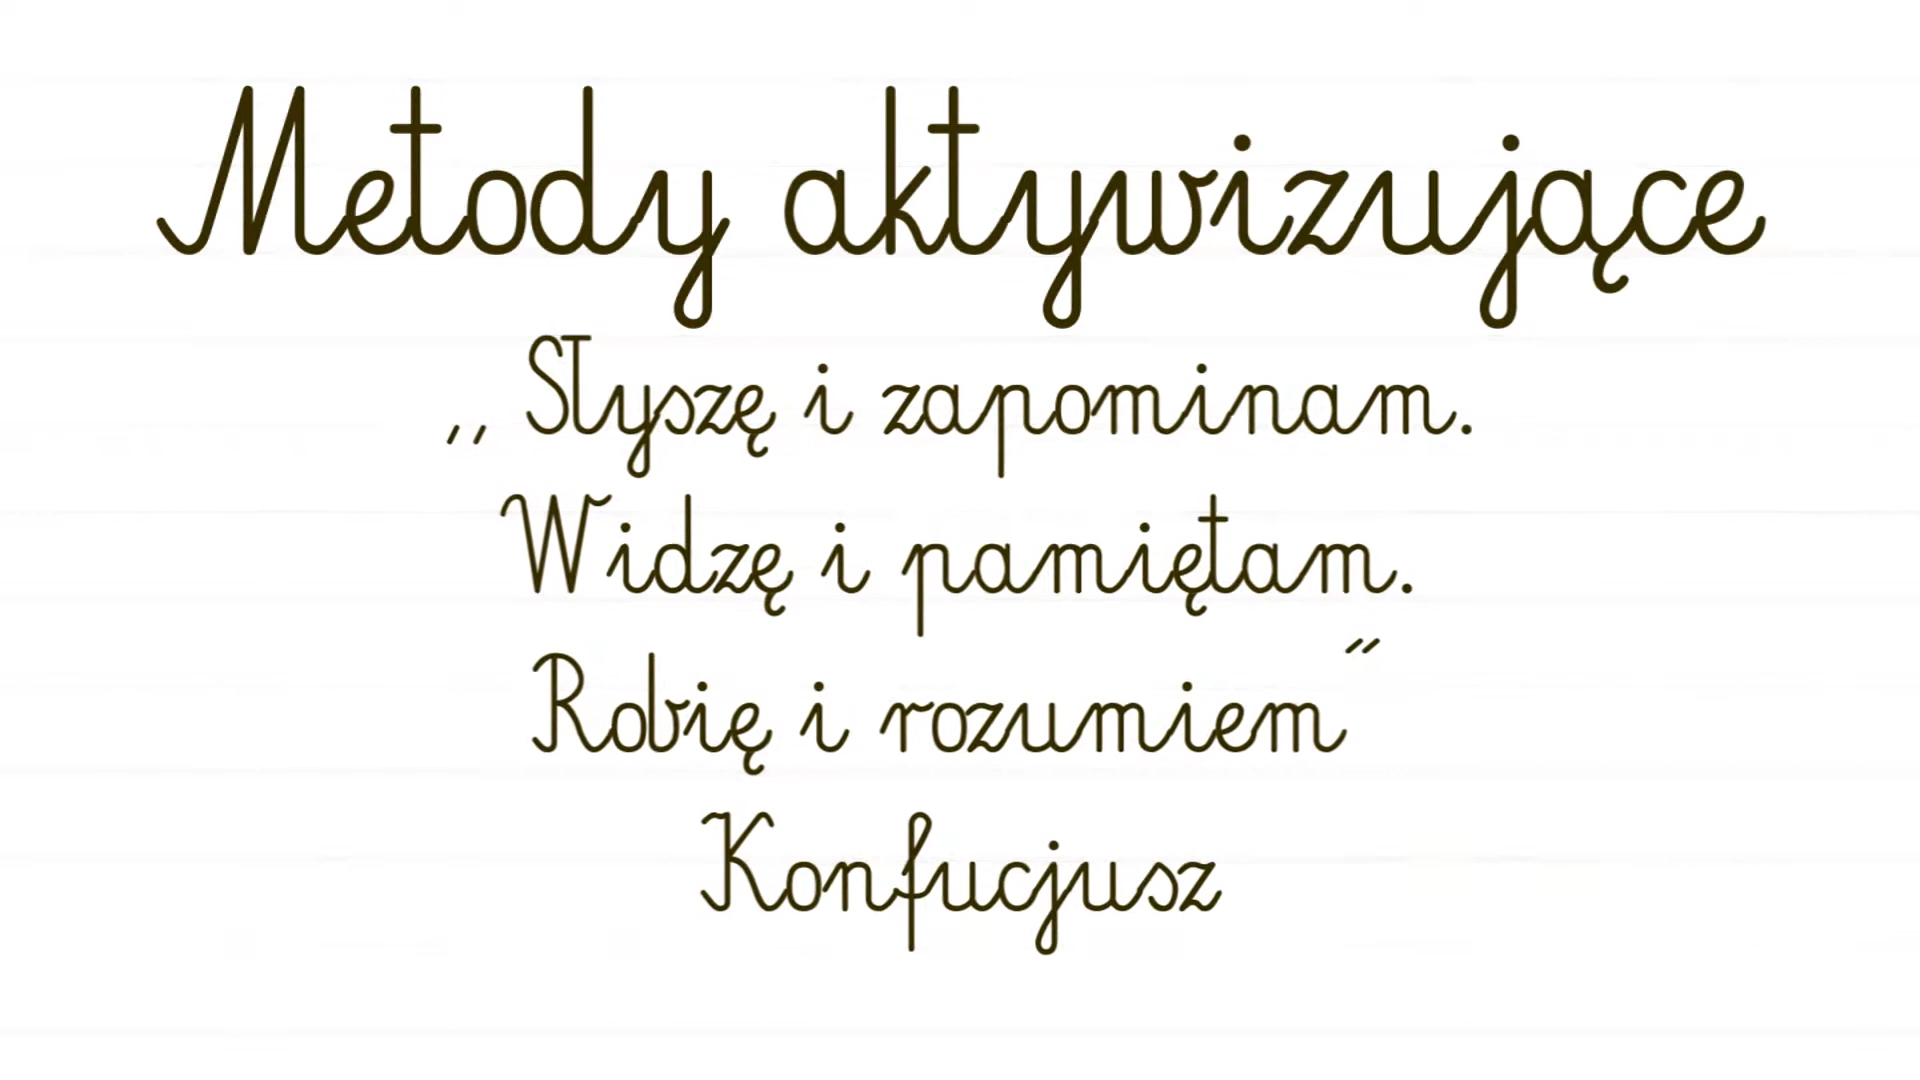 Metody aktywizujące
,, Słyszę i zapominam.
Widzę i pamiętam.
Robię i rozumiem”
Konfucjusz